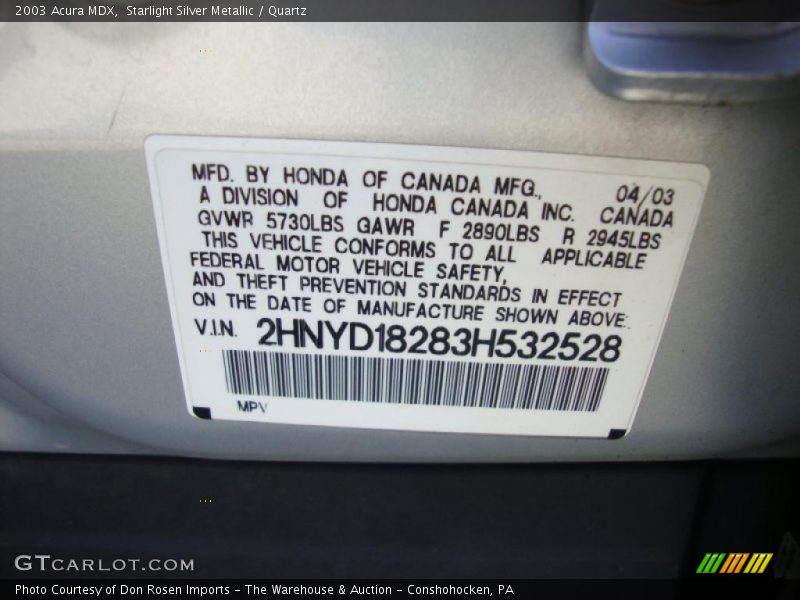 2003 Acura MDX, Starlight Silver Metallic / Quartz
MFD. BY HONDA OF CANADA MFG., 04/03
A DIVISION OF HONDA CANADA INC. CANADA
GVWR 5730LBS GAWR F 2890LBS R 2945LBS
THIS VEHICLE CONFORMS TO ALL APPLICABLE
FEDERAL MOTOR VEHICLE SAFETY,
AND THEFT PREVENTION STANDARDS IN EFFECT
ON THE DATE OF MANUFACTURE SHOWN ABOVE.
V.I.N. 2HNYD18283H532528
MPV
GTCARLOT.COM
Photo Courtesy of Don Rosen Imports - The Warehouse & Auction - Conshohocken, PA